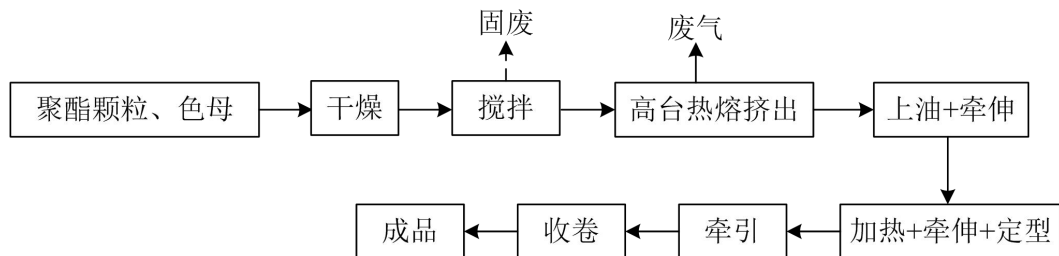 固废
废气
聚酯颗粒、色母
干燥
搅拌
高台热熔挤出
上油+牵伸
成品
收卷
牵引
加热+牵伸+定型